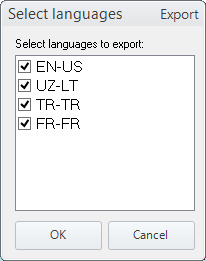 Select languages Export
Select languages to export:
EN-US
UZ-LT
TR-TR
FR-FR
OK Cancel